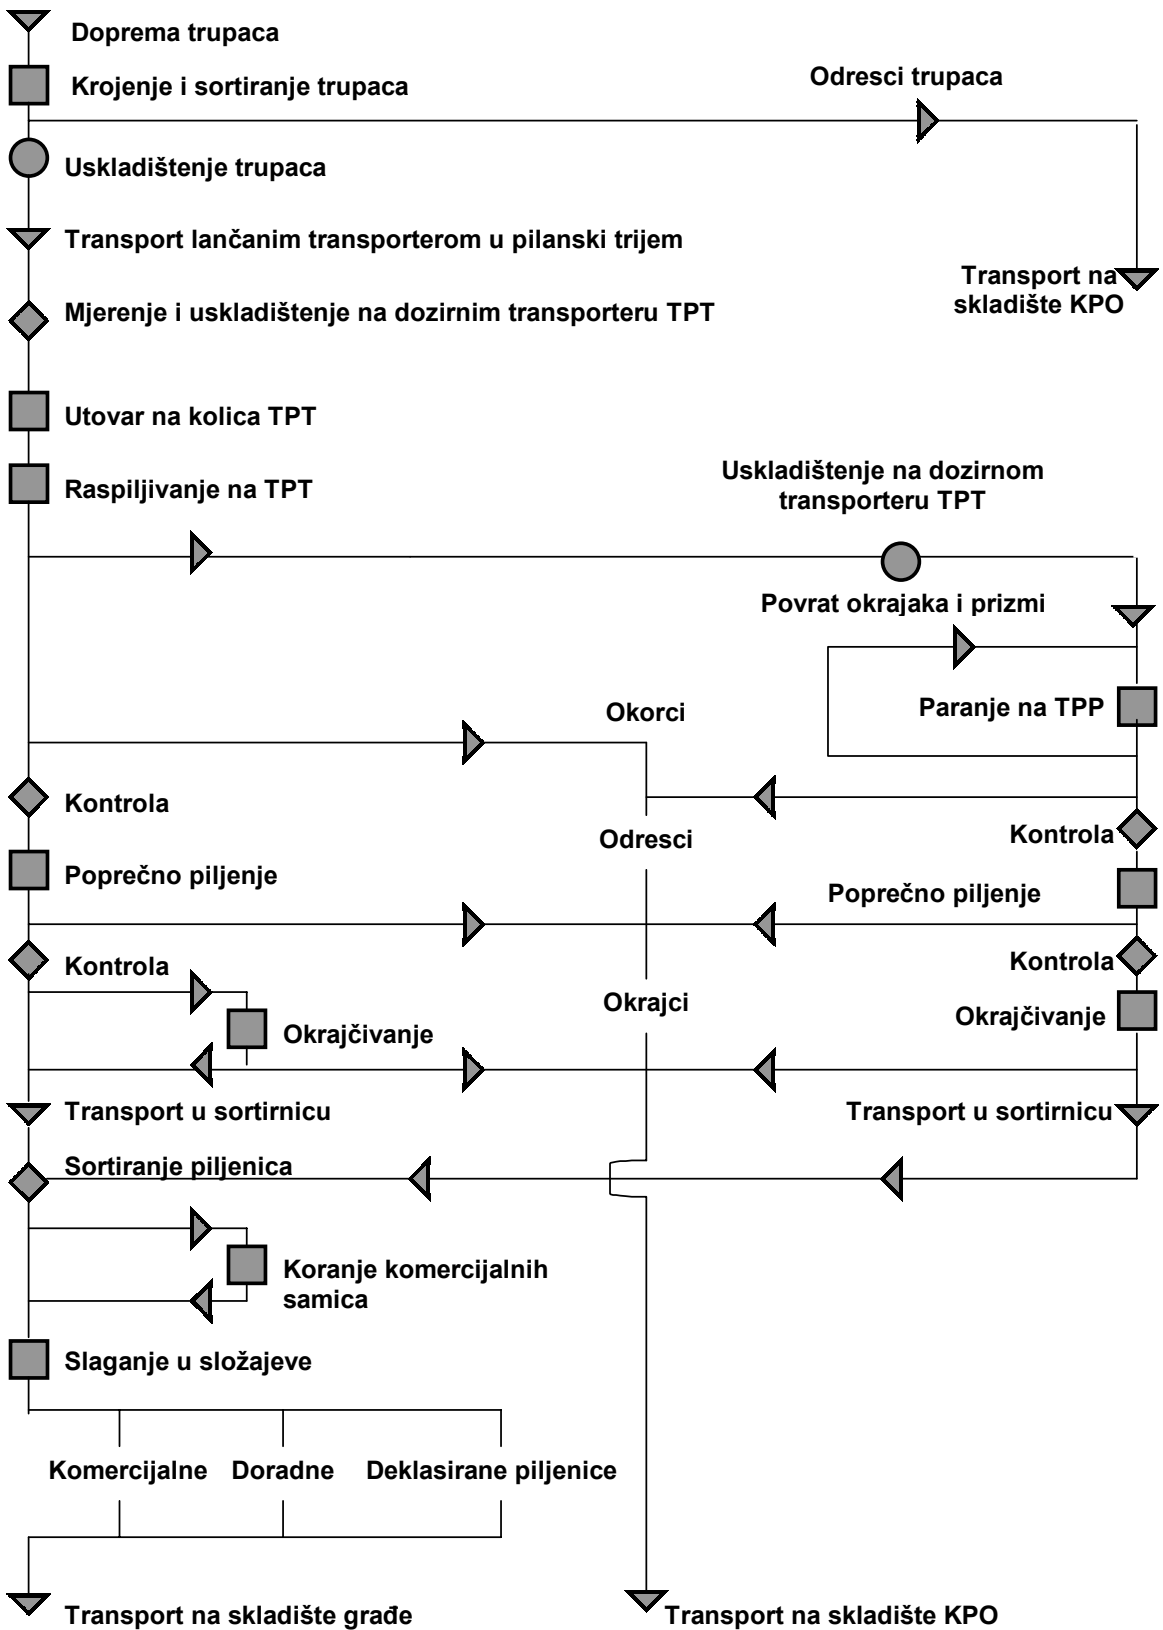 Doprema trupaca
Odresci trupaca
Krojenje i sortiranje trupaca
Uskladištenje trupaca
Transport lančanim transporterom u pilanski trijem
Transport na
skladište KPO
Mjerenje i uskladištenje na dozirnim transporteru TPT
Utovar na kolica TPT
Uskladištenje na dozirnom
transporteru TPT
Raspiljivanje na TPT
Povrat okrajaka i prizmi
Paranje na TPP
Okorci
Kontrola
Kontrola
Odresci
Poprečno piljenje
Poprečno piljenje
Kontrola
Kontrola
Okrajci
Okrajčivanje
Okrajčivanje
Transport u sortirnicu
Transport u sortirnicu
Sortiranje piljenica
Koranje komercijalnih
samica
Slaganje u složajeve
Komercijalne
Doradne
Deklasirane piljenice
Transport na skladište građe
Transport na skladište KPO